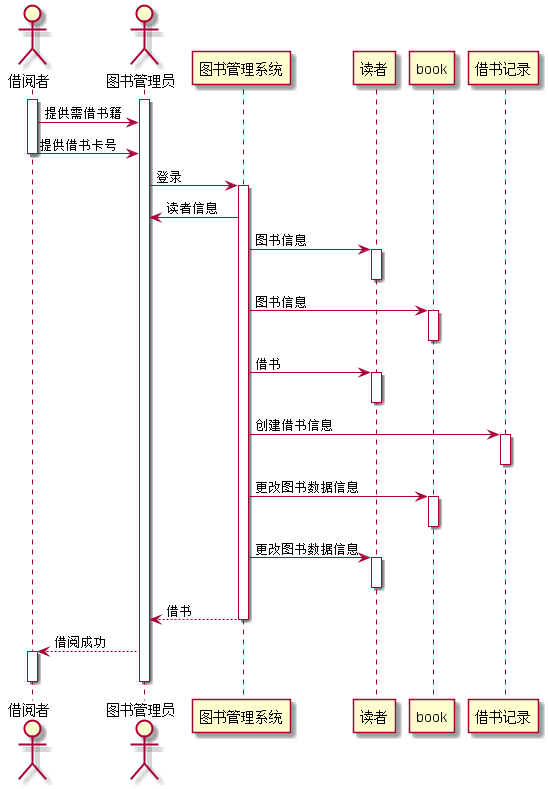 借阅者
图书管理员
图书管理系统
读者
book
借书记录
提供需借书籍
提供借书卡号
登录
读者信息
图书信息
图书信息
借书
创建借书信息
更改图书数据信息
更改图书数据信息
借书
借阅成功
借阅者
图书管理员
图书管理系统
读者
book
借书记录